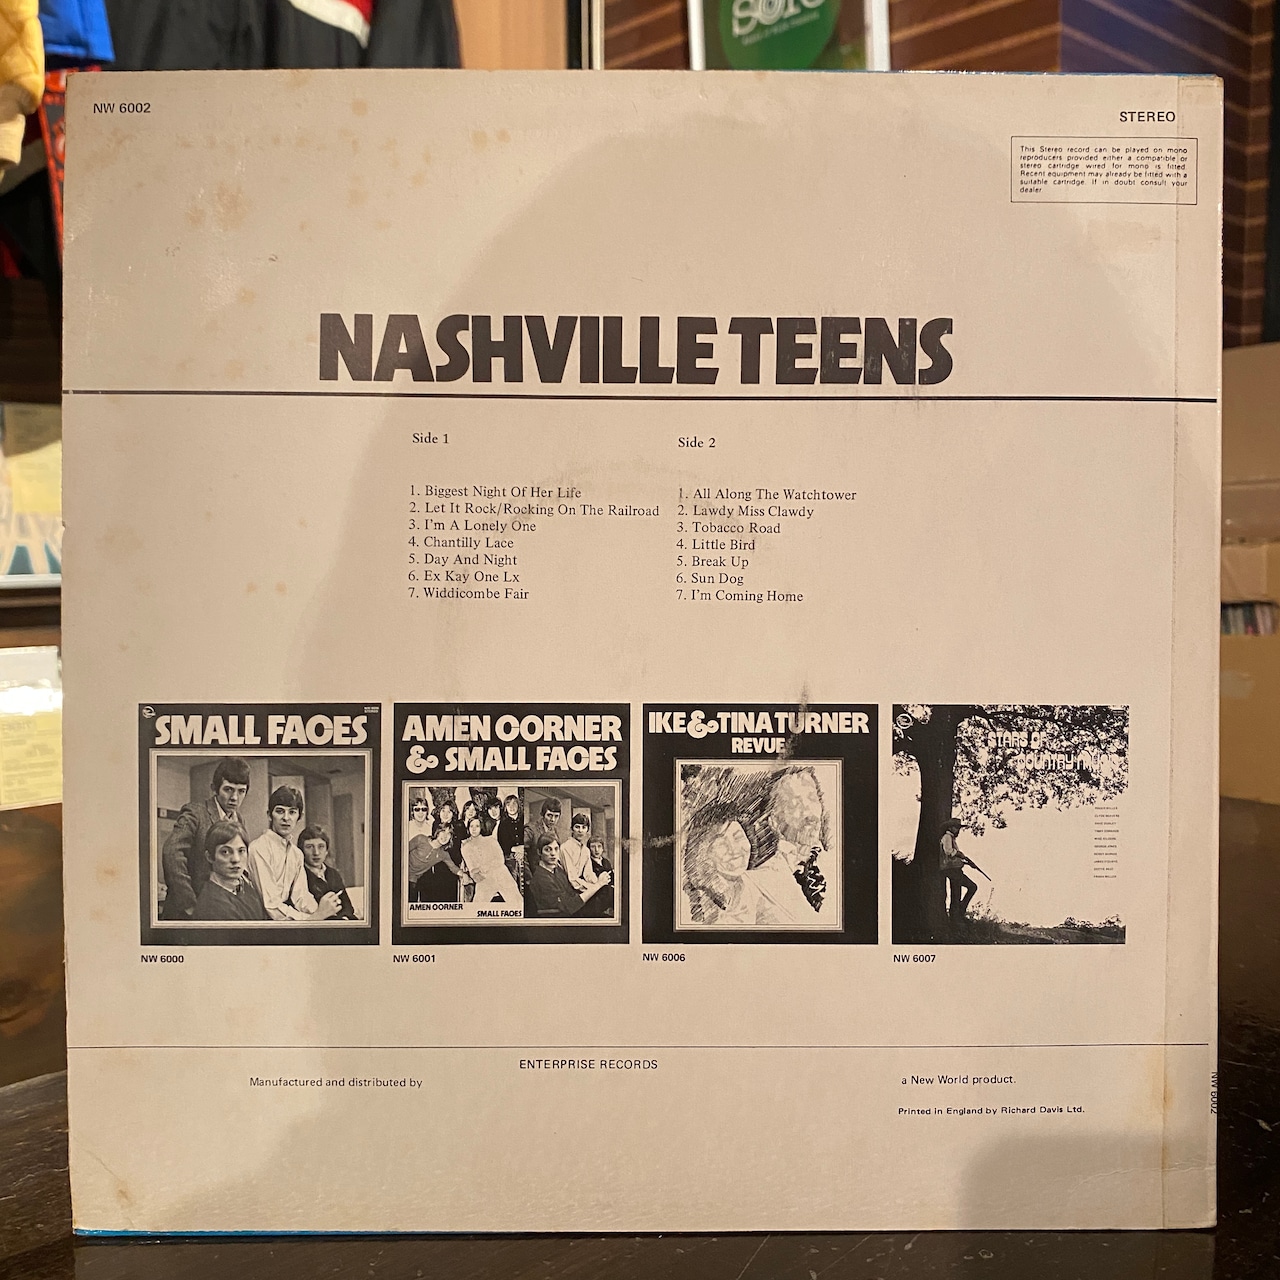 NW 6002
STEREO
This Stereo record can be played on mono
reproducers provided either a compatible or
stereo cartridge wired for mono is fitted.
Recent equipment may already be fitted with a
suitable cartridge. If in doubt consult your
dealer.
NASHVILLE TEENS
Side 1
1. Biggest Night Of Her Life
2. Let It Rock/Rocking On The Railroad
3. I'm A Lonely One
4. Chantilly Lace
5. Day And Night
6. Ex Kay One Lx
7. Widdicombe Fair
Side 2
1. All Along The Watchtower
2. Lawdy Miss Clawdy
3. Tobacco Road
4. Little Bird
5. Break Up
6. Sun Dog
7. I'm Coming Home
SMALL FACES
AMEN CORNER
& SMALL FACES
AMEN CORNER
SMALL FACES
IKE & TINA TURNER
REVUE
STARS OF
COUNTRY
NW 6000
NW 6001
NW 6006
NW 6007
ENTERPRISE RECORDS
Manufactured and distributed by
a New World product.
Printed in England by Richard Davis Ltd.
NW 6002